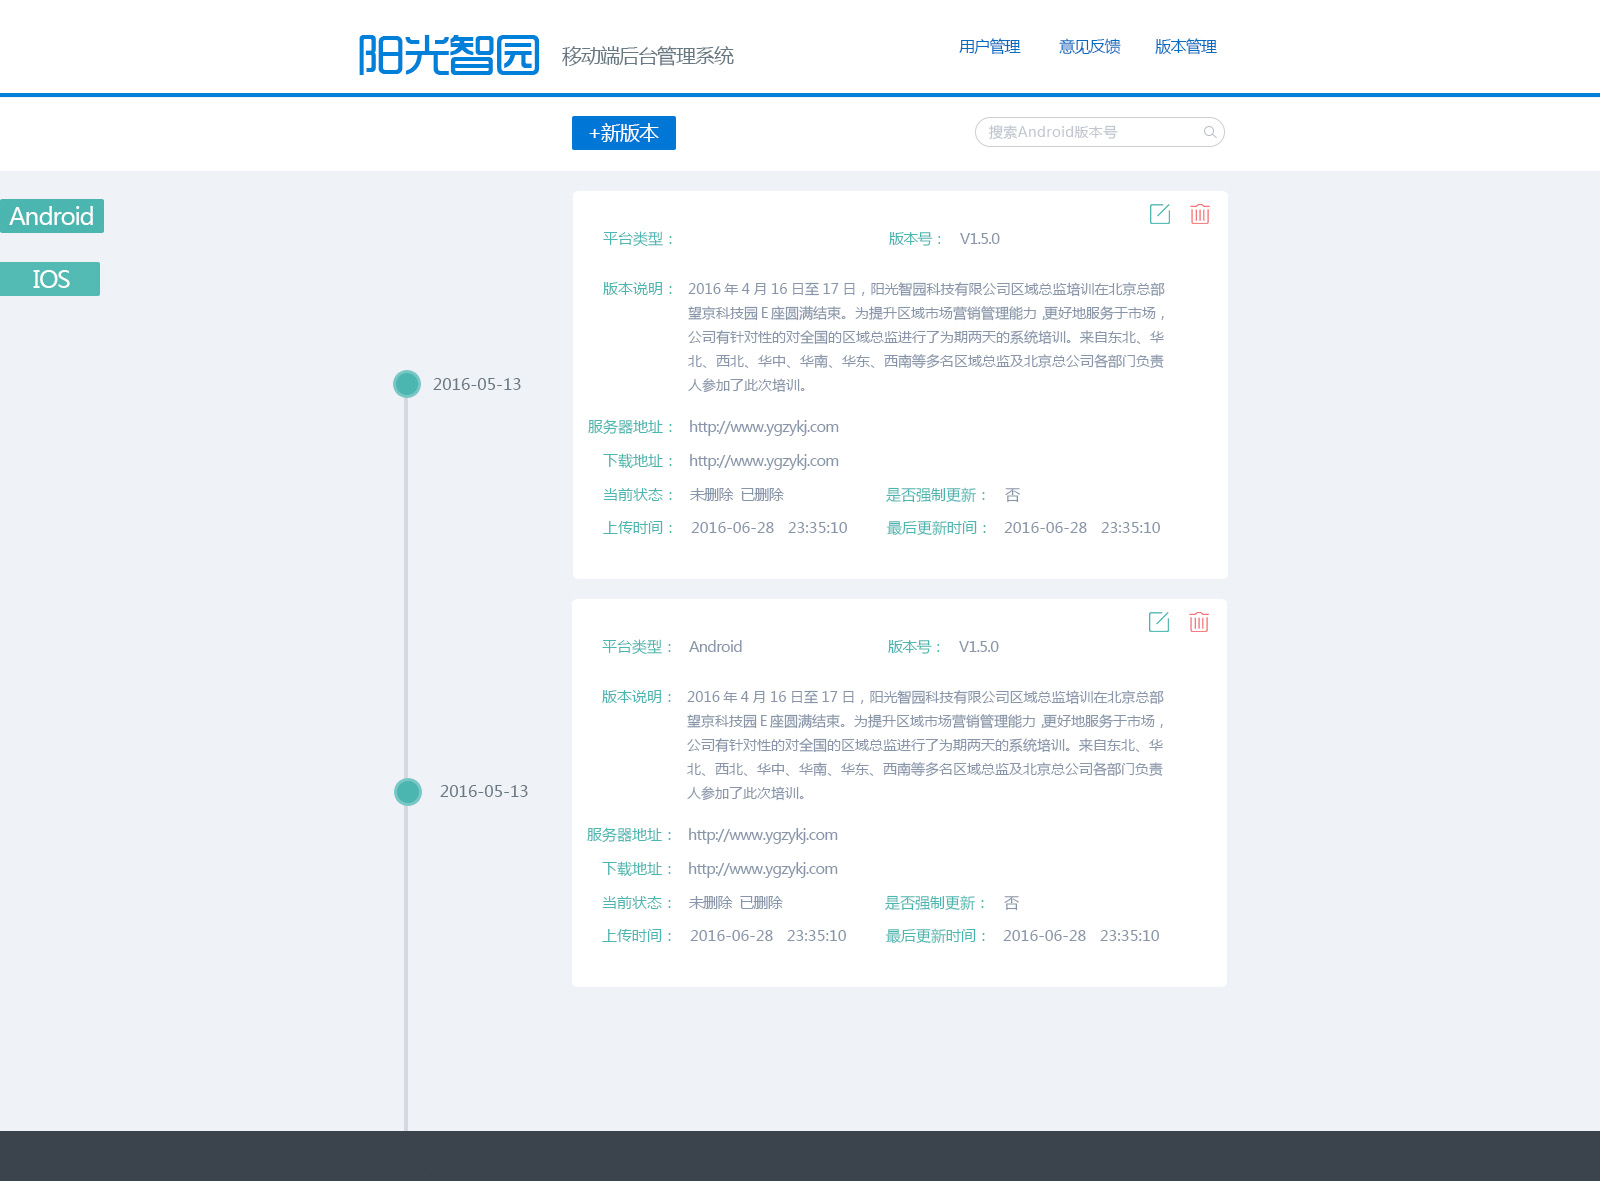 阳光智园 移动端后台管理系统 用户管理 意见反馈 版本管理
+新版本 搜索Android版本号
Android
IOS
平台类型： 版本号： V1.5.0
版本说明： 2016 年 4 月 16 日至 17 日，阳光智园科技有限公司区域总监培训在北京总部
望京科技园 E 座圆满结束。为提升区域市场营销管理能力 ,更好地服务于市场，
公司有针对性的对全国的区域总监进行了为期两天的系统培训。来自东北、华
北、西北、华中、华南、华东、西南等多名区域总监及北京总公司各部门负责
人参加了此次培训。
2016-05-13
服务器地址： http://www.ygzykj.com
下载地址： http://www.ygzykj.com
当前状态： 未删除 已删除 是否强制更新： 否
上传时间： 2016-06-28 23:35:10 最后更新时间： 2016-06-28 23:35:10
平台类型： Android 版本号： V1.5.0
版本说明： 2016 年 4 月 16 日至 17 日，阳光智园科技有限公司区域总监培训在北京总部
望京科技园 E 座圆满结束。为提升区域市场营销管理能力 ,更好地服务于市场，
公司有针对性的对全国的区域总监进行了为期两天的系统培训。来自东北、华
北、西北、华中、华南、华东、西南等多名区域总监及北京总公司各部门负责
人参加了此次培训。
2016-05-13
服务器地址： http://www.ygzykj.com
下载地址： http://www.ygzykj.com
当前状态： 未删除 已删除 是否强制更新： 否
上传时间： 2016-06-28 23:35:10 最后更新时间： 2016-06-28 23:35:10